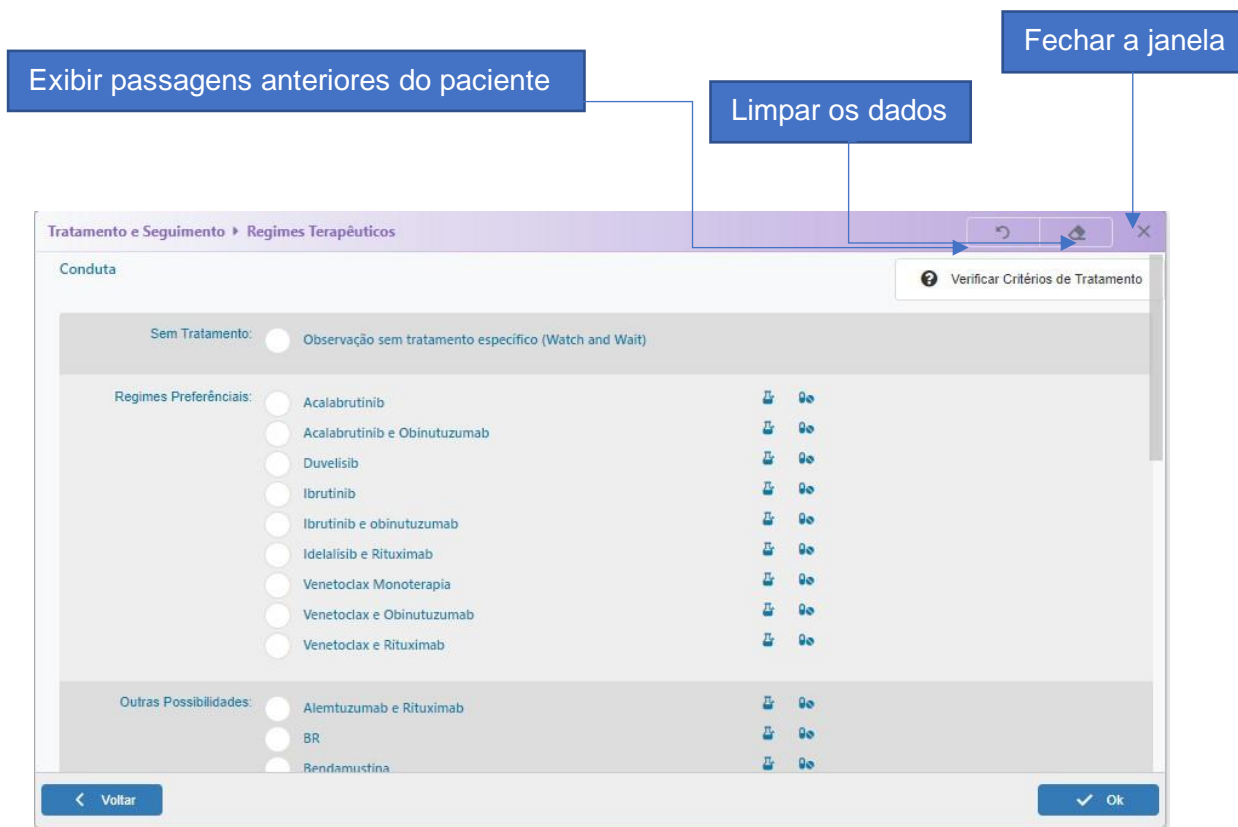 Fechar a janela
Exibir passagens anteriores do paciente
Limpar os dados
Tratamento e Seguimento Regimes Terapêuticos
Conduta
Verificar Critérios de Tratamento
Sem Tratamento:
Observação sem tratamento específico (Watch and Wait)
Regimes Preferênciais:
Acalabrutinib
Acalabrutinib e Obinutuzumab
Duvelisib
Ibrutinib
Ibrutinib e obinutuzumab
Idelalisib e Rituximab
Venetoclax Monoterapia
Venetoclax e Obinutuzumab
Venetoclax e Rituximab
Outras Possibilidades:
Alemtuzumab e Rituximab
BR
Bendamustina
Voltar
Ok